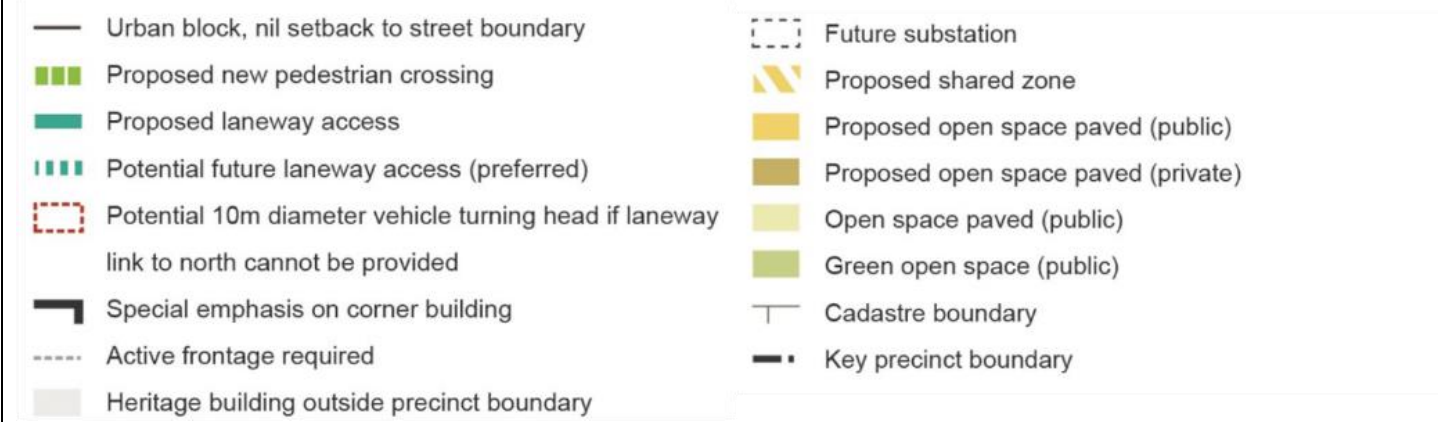 Urban block, nil setback to street boundary
Proposed new pedestrian crossing
Proposed laneway access
Potential future laneway access (preferred)
Potential 10m diameter vehicle turning head if laneway
link to north cannot be provided
Special emphasis on corner building
Active frontage required
Heritage building outside precinct boundary
Future substation
Proposed shared zone
Proposed open space paved (public)
Proposed open space paved (private)
Open space paved (public)
Green open space (public)
Cadastre boundary
Key precinct boundary